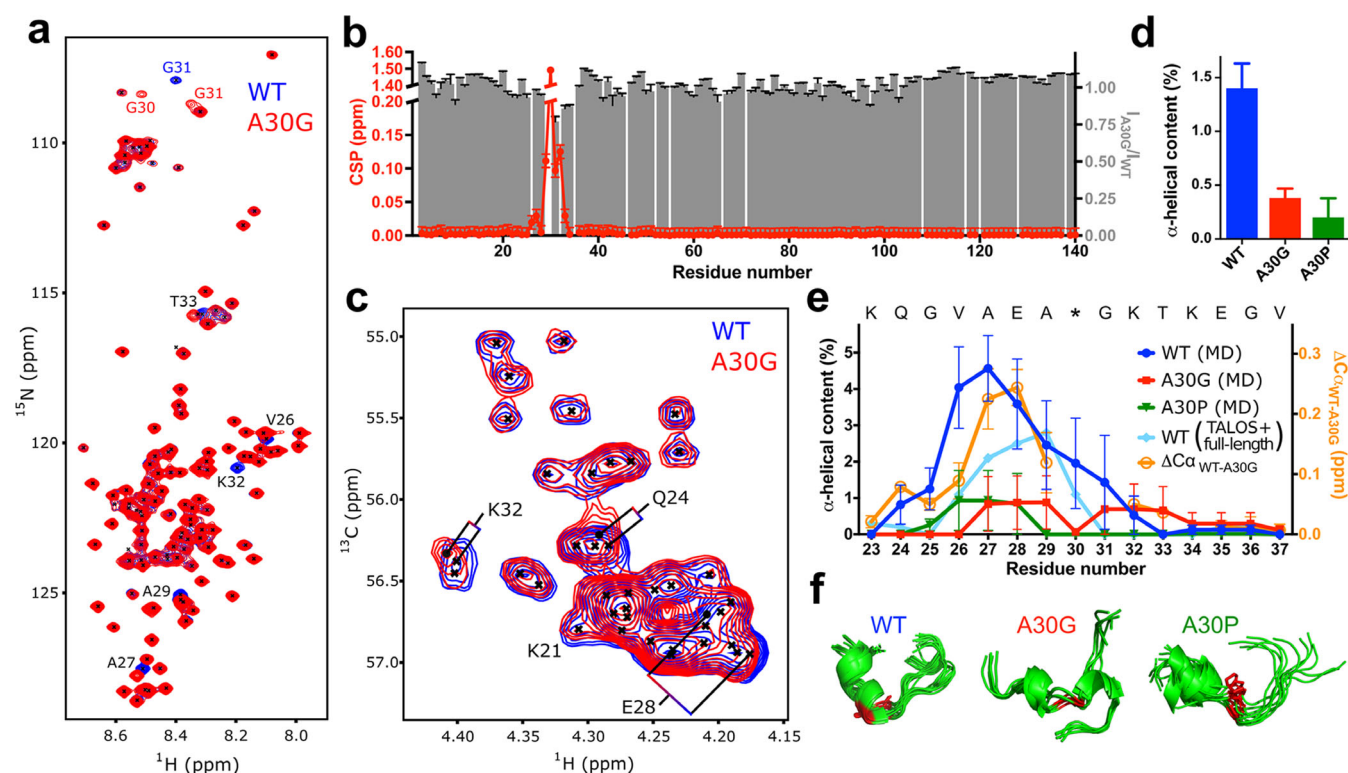 a
G31
WT
A30G
G30
G31
T33
V26
K32
A29
A27
110
115
120
125
15N (ppm)
8.6
8.4
8.2
8.0
1H (ppm)
b
1.60
1.50
1.40
0.20
0.15
0.10
0.05
0.00
CSP (ppm)
1.00
0.75
0.50
0.25
0.00
IA30G/IWT
20
40
60
80
100
120
140
Residue number
c
WT
A30G
K32
Q24
K21
E28
55.0
55.5
56.0
56.5
57.0
13C (ppm)
4.40
4.35
4.30
4.25
4.20
1H (ppm)
d
α-helical content (%)
1.5
1.0
0.5
0.0
WT
A30G
A30P
e
K Q G V A E A * G K T K E G V
α-helical content (%)
5
4
3
2
1
0
WT (MD)
A30G (MD)
A30P (MD)
WT (TALOS+ full-length)
ΔCαWT-A30G
0.3
0.2
0.1
0.0
ΔCαWT-A30G (ppm)
23 24 25 26 27 28 29 30 31 32 33 34 35 36 37
Residue number
f
WT
A30G
A30P